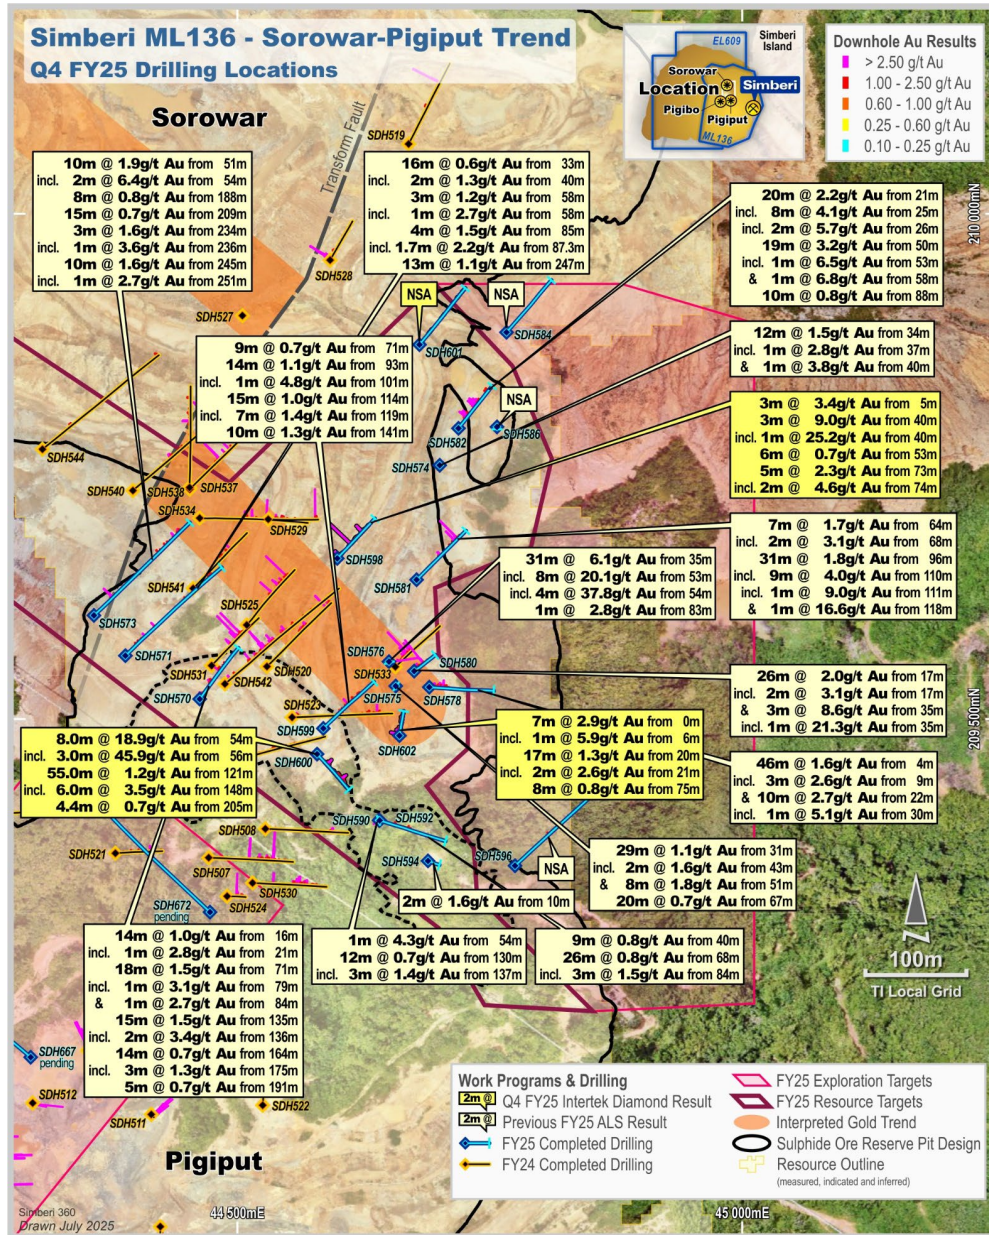 Simberi ML136 - Sorowar-Pigiput Trend
Q4 FY25 Drilling Locations
EL609
Simberi
Island
Sorowar
Location
Simberi
Pigibo
Pigiput
ML136
Downhole Au Results
> 2.50 g/t Au
1.00 - 2.50 g/t Au
0.60 - 1.00 g/t Au
0.25 - 0.60 g/t Au
0.10 - 0.25 g/t Au
Sorowar
Transform Fault
SDH519
10m @ 1.9g/t Au from 51m
incl. 2m @ 6.4g/t Au from 54m
8m @ 0.8g/t Au from 188m
15m @ 0.7g/t Au from 209m
3m @ 1.6g/t Au from 234m
incl. 1m @ 3.6g/t Au from 236m
10m @ 1.6g/t Au from 245m
incl. 1m @ 2.7g/t Au from 251m
16m @ 0.6g/t Au from 33m
incl. 2m @ 1.3g/t Au from 40m
3m @ 1.2g/t Au from 58m
incl. 1m @ 2.7g/t Au from 58m
4m @ 1.5g/t Au from 85m
incl. 1.7m @ 2.2g/t Au from 87.3m
13m @ 1.1g/t Au from 247m
20m @ 2.2g/t Au from 21m
incl. 8m @ 4.1g/t Au from 25m
incl. 2m @ 5.7g/t Au from 26m
19m @ 3.2g/t Au from 50m
incl. 1m @ 6.5g/t Au from 53m
& 1m @ 6.8g/t Au from 58m
10m @ 0.8g/t Au from 88m
210 000mN
SDH528
NSA
NSA
SDH527
SDH584
SDH601
12m @ 1.5g/t Au from 34m
incl. 1m @ 2.8g/t Au from 37m
& 1m @ 3.8g/t Au from 40m
9m @ 0.7g/t Au from 71m
14m @ 1.1g/t Au from 93m
incl. 1m @ 4.8g/t Au from 101m
15m @ 1.0g/t Au from 114m
incl. 7m @ 1.4g/t Au from 119m
10m @ 1.3g/t Au from 141m
NSA
3m @ 3.4g/t Au from 5m
3m @ 9.0g/t Au from 40m
incl. 1m @ 25.2g/t Au from 40m
6m @ 0.7g/t Au from 53m
5m @ 2.3g/t Au from 73m
incl. 2m @ 4.6g/t Au from 74m
SDH582
SDH586
SDH544
SDH574
SDH540
SDH538
SDH537
SDH534
SDH529
7m @ 1.7g/t Au from 64m
incl. 2m @ 3.1g/t Au from 68m
31m @ 1.8g/t Au from 96m
incl. 9m @ 4.0g/t Au from 110m
incl. 1m @ 9.0g/t Au from 111m
& 1m @ 16.6g/t Au from 118m
SDH598
31m @ 6.1g/t Au from 35m
incl. 8m @ 20.1g/t Au from 53m
incl. 4m @ 37.8g/t Au from 54m
1m @ 2.8g/t Au from 83m
SDH541
SDH581
SDH525
SDH573
SDH571
SDH576
SDH580
SDH531
SDH520
SDH533
SDH542
SDH575
SDH578
SDH570
26m @ 2.0g/t Au from 17m
incl. 2m @ 3.1g/t Au from 17m
& 3m @ 8.6g/t Au from 35m
incl. 1m @ 21.3g/t Au from 35m
SDH523
SDH599
SDH602
209 500mN
7m @ 2.9g/t Au from 0m
incl. 1m @ 5.9g/t Au from 6m
17m @ 1.3g/t Au from 20m
incl. 2m @ 2.6g/t Au from 21m
8m @ 0.8g/t Au from 75m
8.0m @ 18.9g/t Au from 54m
incl. 3.0m @ 45.9g/t Au from 56m
55.0m @ 1.2g/t Au from 121m
incl. 6.0m @ 3.5g/t Au from 148m
4.4m @ 0.7g/t Au from 205m
SDH600
46m @ 1.6g/t Au from 4m
incl. 3m @ 2.6g/t Au from 9m
& 10m @ 2.7g/t Au from 22m
incl. 1m @ 5.1g/t Au from 30m
SDH590
SDH592
SDH508
SDH521
SDH507
SDH594
SDH596
NSA
29m @ 1.1g/t Au from 31m
incl. 2m @ 1.6g/t Au from 43m
& 8m @ 1.8g/t Au from 51m
20m @ 0.7g/t Au from 67m
SDH530
SDH524
SDH672
pending
2m @ 1.6g/t Au from 10m
14m @ 1.0g/t Au from 16m
incl. 1m @ 2.8g/t Au from 21m
18m @ 1.5g/t Au from 71m
incl. 1m @ 3.1g/t Au from 79m
& 1m @ 2.7g/t Au from 84m
15m @ 1.5g/t Au from 135m
incl. 2m @ 3.4g/t Au from 136m
14m @ 0.7g/t Au from 164m
incl. 3m @ 1.3g/t Au from 175m
5m @ 0.7g/t Au from 191m
1m @ 4.3g/t Au from 54m
12m @ 0.7g/t Au from 130m
incl. 3m @ 1.4g/t Au from 137m
9m @ 0.8g/t Au from 40m
26m @ 0.8g/t Au from 68m
incl. 3m @ 1.5g/t Au from 84m
N
100m
TI Local Grid
SDH667
pending
SDH512
SDH511
SDH522
Pigiput
Work Programs & Drilling
2m @ Q4 FY25 Intertek Diamond Result
2m @ Previous FY25 ALS Result
FY25 Completed Drilling
FY24 Completed Drilling
FY25 Exploration Targets
FY25 Resource Targets
Interpreted Gold Trend
Sulphide Ore Reserve Pit Design
Resource Outline
(measured, indicated and inferred)
Simberi 360
Drawn July 2025
44 500mE
45 000mE